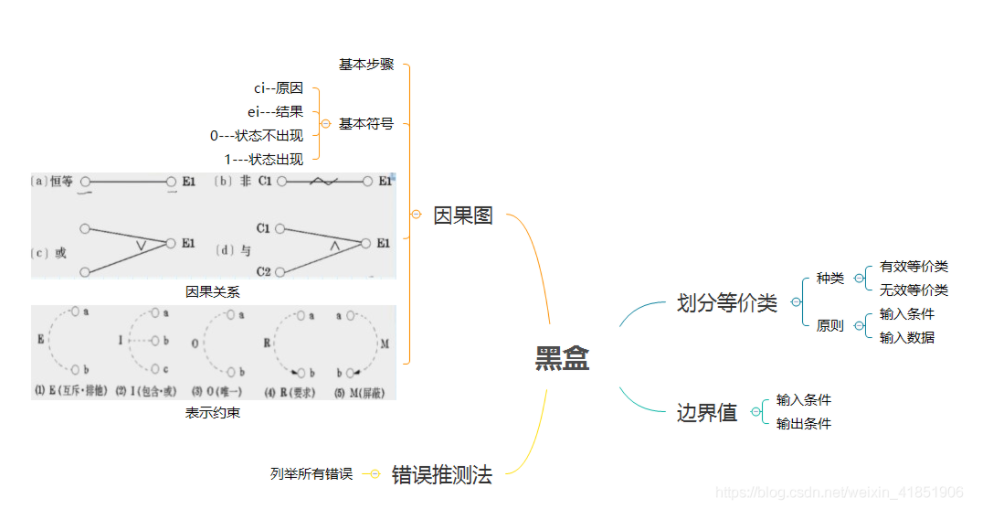 基本步骤
ci--原因
ei---结果
0---状态不出现
1---状态出现
基本符号
(a)恒等 E1 (b) 非 C1 E1
(c) 或 E1 (d) 与 C1 C2 E1
因果关系
E a b I a b c O a b R a b a b M
(1) E(互斥·排他) (2) I(包含·或) (3) O(唯一) (4) R(要求) (5) M(屏蔽)
表示约束
因果图
列举所有错误
错误推测法
黑盒
划分等价类
种类
有效等价类
无效等价类
原则
输入条件
输入数据
边界值
输入条件
输出条件
https://blog.csdn.net/weixin_41851906